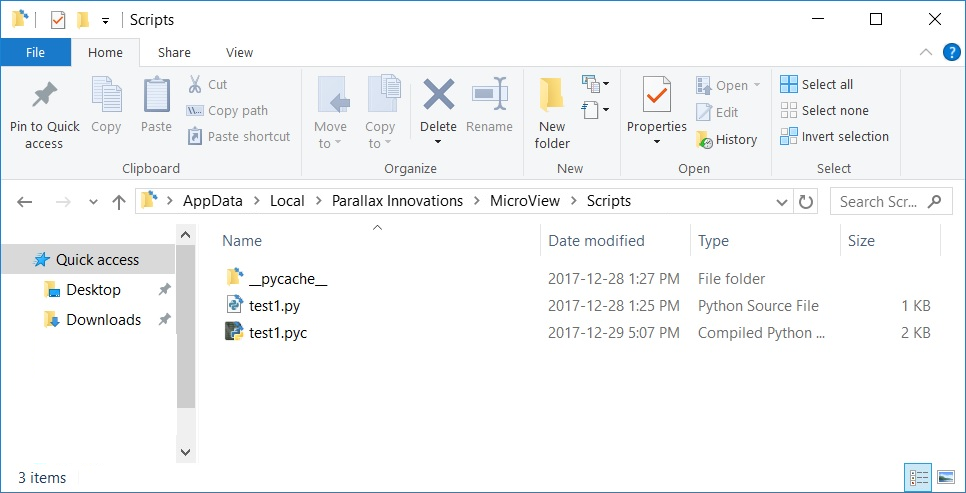 Scripts
File Home Share View
Pin to Quick access
Copy
Paste
Cut
Copy path
Paste shortcut
Clipboard
Move to
Copy to
Delete
Rename
Organize
New folder
New
Properties
Open
Edit
History
Open
Select all
Select none
Invert selection
Select
AppData Local Parallax Innovations MicroView Scripts
Search Scr...
Quick access
Desktop
Downloads
Name Date modified Type Size
__pycache__ 2017-12-28 1:27 PM File folder
test1.py 2017-12-28 1:25 PM Python Source File 1 KB
test1.pyc 2017-12-29 5:07 PM Compiled Python ... 2 KB
3 items